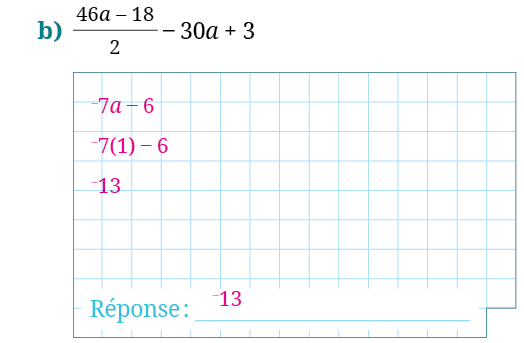 b) (46a – 18)/2 – 30a + 3
⁻7a – 6
⁻7(1) – 6
⁻13
Réponse : ⁻13